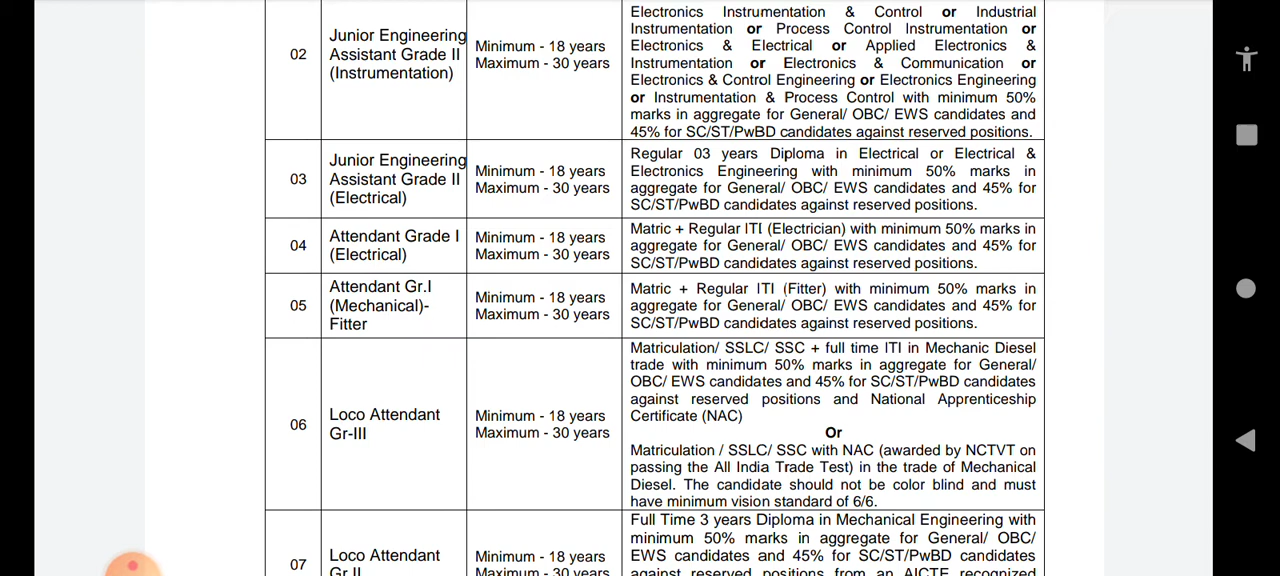 02
Junior Engineering
Assistant Grade II
(Instrumentation)
Minimum - 18 years
Maximum - 30 years
Electronics Instrumentation & Control or Industrial
Instrumentation or Process Control Instrumentation or
Electronics & Electrical or Applied Electronics &
Instrumentation or Electronics & Communication or
Electronics & Control Engineering or Electronics Engineering
or Instrumentation & Process Control with minimum 50%
marks in aggregate for General/ OBC/ EWS candidates and
45% for SC/ST/PwBD candidates against reserved positions.
03
Junior Engineering
Assistant Grade II
(Electrical)
Minimum - 18 years
Maximum - 30 years
Regular 03 years Diploma in Electrical or Electrical &
Electronics Engineering with minimum 50% marks in
aggregate for General/ OBC/ EWS candidates and 45% for
SC/ST/PwBD candidates against reserved positions.
04
Attendant Grade I
(Electrical)
Minimum - 18 years
Maximum - 30 years
Matric + Regular ITI (Electrician) with minimum 50% marks in
aggregate for General/ OBC/ EWS candidates and 45% for
SC/ST/PwBD candidates against reserved positions.
05
Attendant Gr.I
(Mechanical)-
Fitter
Minimum - 18 years
Maximum - 30 years
Matric + Regular ITI (Fitter) with minimum 50% marks in
aggregate for General/ OBC/ EWS candidates and 45% for
SC/ST/PwBD candidates against reserved positions.
06
Loco Attendant
Gr-III
Minimum - 18 years
Maximum - 30 years
Matriculation/ SSLC/ SSC + full time ITI in Mechanic Diesel
trade with minimum 50% marks in aggregate for General/
OBC/ EWS candidates and 45% for SC/ST/PwBD candidates
against reserved positions and National Apprenticeship
Certificate (NAC)
Or
Matriculation / SSLC/ SSC with NAC (awarded by NCTVT on
passing the All India Trade Test) in the trade of Mechanical
Diesel. The candidate should not be color blind and must
have minimum vision standard of 6/6.
07
Loco Attendant
Gr.II
Minimum - 18 years
Maximum - 30 years
Full Time 3 years Diploma in Mechanical Engineering with
minimum 50% marks in aggregate for General/ OBC/
EWS candidates and 45% for SC/ST/PwBD candidates
against reserved positions from an AICTE recognized